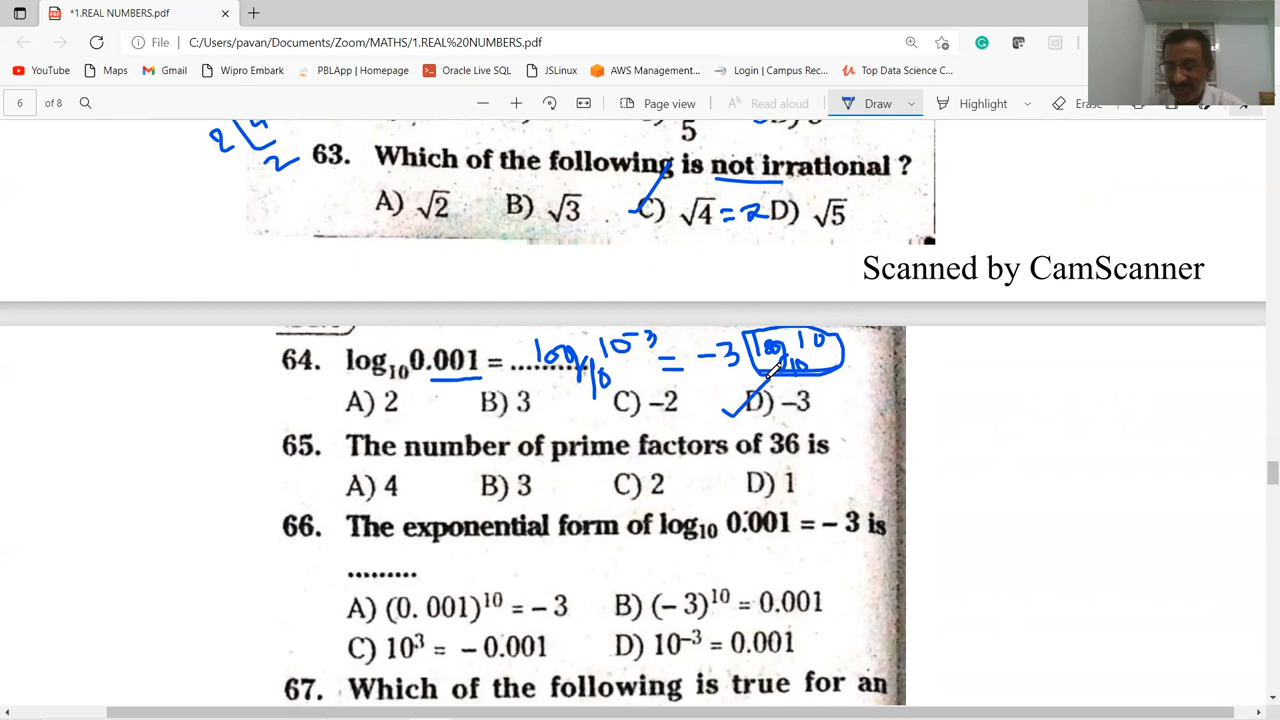 *1.REAL NUMBERS.pdf
File C:/Users/pavan/Documents/Zoom/MATHS/1.REAL%20NUMBERS.pdf
YouTube Maps Gmail Wipro Embark PBLApp | Homepage Oracle Live SQL JSLinux AWS Management... Login | Campus Rec... Top Data Science C...
6 of 8 Page view Read aloud Draw Highlight Erase
5
2 2
63. Which of the following is not irrational ?
A) √2 B) √3 C) √4 = 2 D) √5
Scanned by CamScanner
64. log₁₀0.001 = .......... log₁₀ 10⁻³ = -3 log₁₀ 10
A) 2 B) 3 C) –2 D) –3
65. The number of prime factors of 36 is
A) 4 B) 3 C) 2 D) 1
66. The exponential form of log₁₀ 0.001 = – 3 is
.........
A) (0. 001)¹⁰ = – 3 B) (– 3)¹⁰ = 0.001
C) 10³ = – 0.001 D) 10⁻³ = 0.001
67. Which of the following is true for an